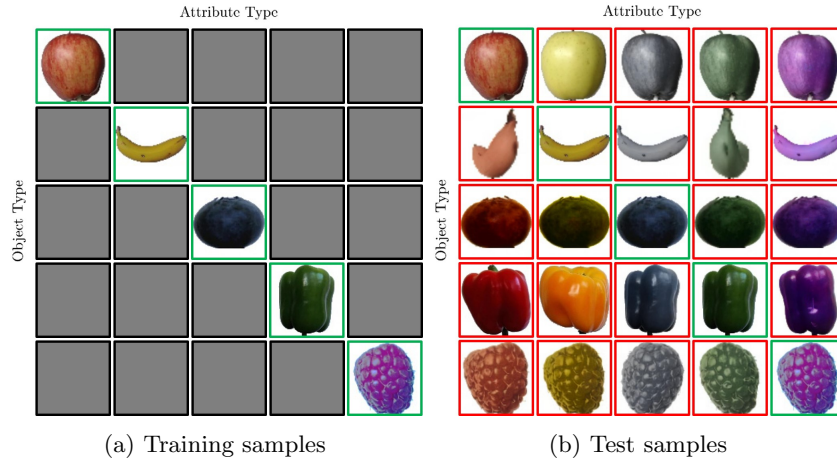 Attribute Type
Object Type
(a) Training samples
Attribute Type
Object Type
(b) Test samples